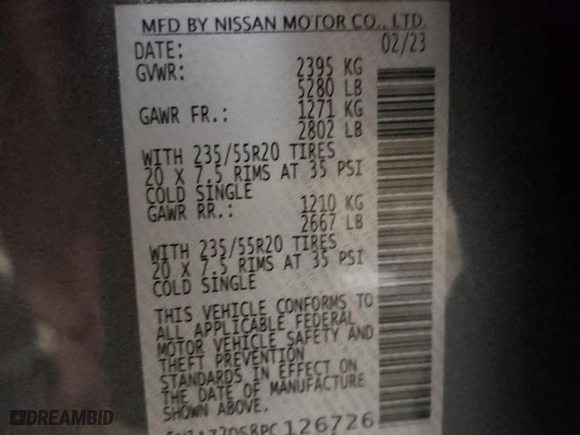 MFD BY NISSAN MOTOR CO., LTD.
DATE: 02/23
GVWR: 2395 KG
5280 LB
GAWR FR.: 1271 KG
2802 LB
WITH 235/55R20 TIRES
20 X 7.5 RIMS AT 35 PSI
COLD SINGLE
GAWR RR.: 1210 KG
2667 LB
WITH 235/55R20 TIRES
20 X 7.5 RIMS AT 35 PSI
COLD SINGLE
THIS VEHICLE CONFORMS TO
ALL APPLICABLE FEDERAL
MOTOR VEHICLE SAFETY AND
THEFT PREVENTION
STANDARDS IN EFFECT ON
THE DATE OF MANUFACTURE
SHOWN ABOVE.
126726
DREAMBID